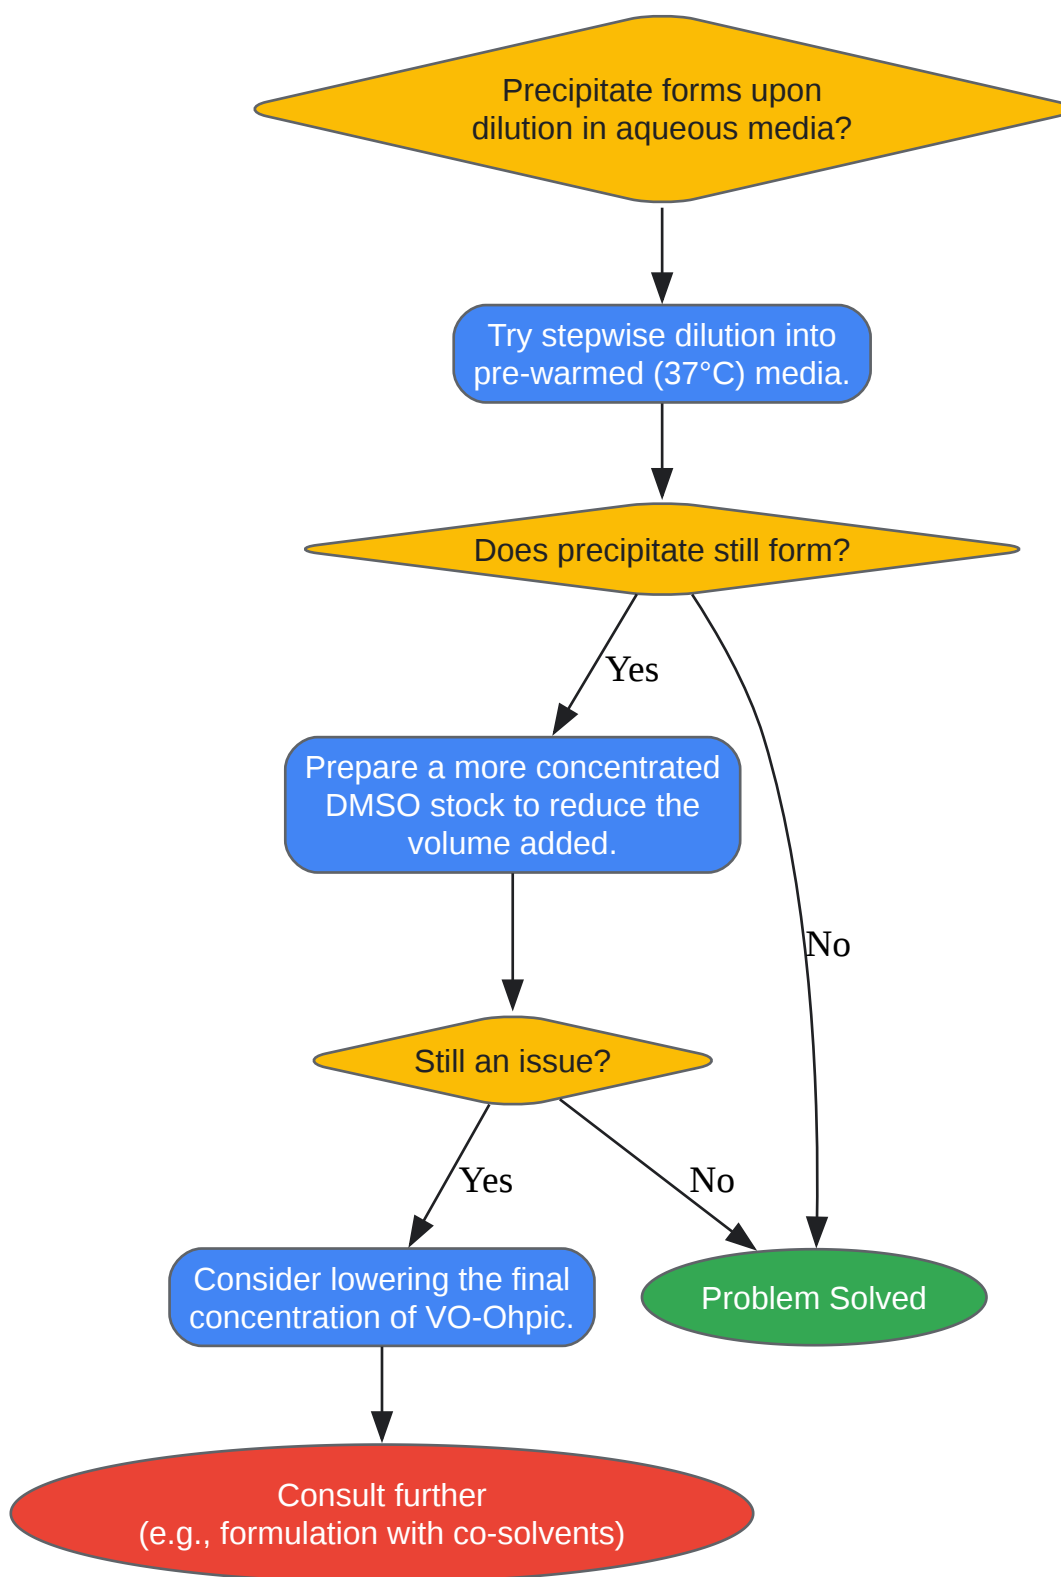 Precipitate forms upon
dilution in aqueous media?
Try stepwise dilution into
pre-warmed (37°C) media.
Does precipitate still form?
Yes
Prepare a more concentrated
DMSO stock to reduce the
volume added.
No
Still an issue?
Yes
No
Consider lowering the final
concentration of VO-Ohpic.
Problem Solved
Consult further
(e.g., formulation with co-solvents)